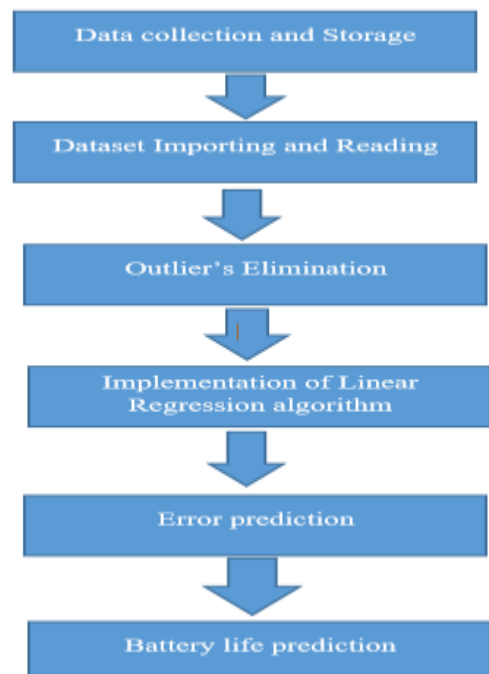 Data collection and Storage
Dataset Importing and Reading
Outlier’s Elimination
Implementation of Linear
Regression algorithm
Error prediction
Battery life prediction